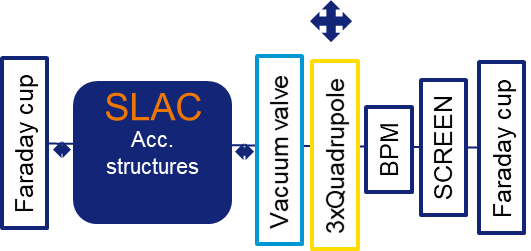 Faraday cup
SLAC
Acc.
structures
Vacuum valve
3xQuadrupole
BPM
SCREEN
Faraday cup